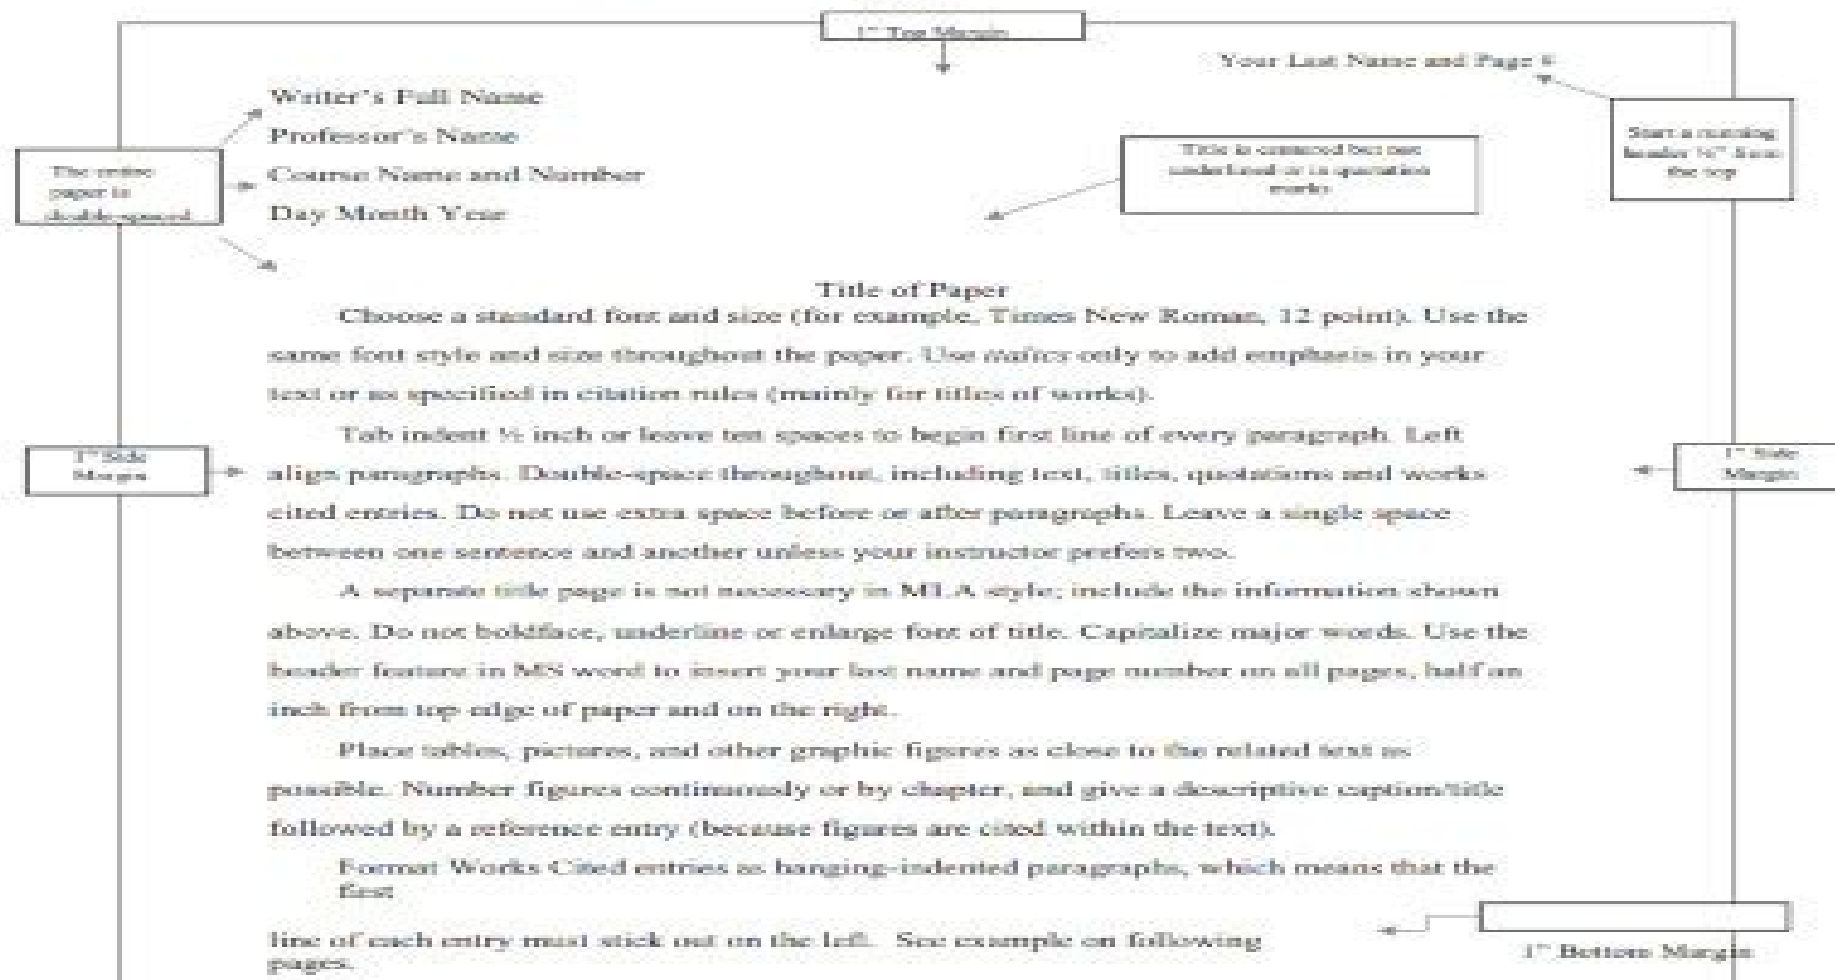 1" Top Margin
Your Last Name and Page #
Writer's Full Name
Professor's Name
Course Name and Number
Day Month Year
The entire
paper is
double-spaced
Title is centered but not
underlined or in quotation
marks
Start a running
header ½" from
the top
Title of Paper
Choose a standard font and size (for example, Times New Roman, 12 point). Use the
same font style and size throughout the paper. Use italics only to add emphasis in your
text or as specified in citation rules (mainly for titles of works).
Tab indent ½ inch or leave ten spaces to begin first line of every paragraph. Left
align paragraphs. Double-space throughout, including text, titles, quotations and works
cited entries. Do not use extra space before or after paragraphs. Leave a single space
between one sentence and another unless your instructor prefers two.
1" Side
Margin
1" Side
Margin
A separate title page is not necessary in MLA style; include the information shown
above. Do not boldface, underline or enlarge font of title. Capitalize major words. Use the
header feature in MS word to insert your last name and page number on all pages, half an
inch from top edge of paper and on the right.
Place tables, pictures, and other graphic figures as close to the related text as
possible. Number figures continuously or by chapter, and give a descriptive caption/title
followed by a reference entry (because figures are cited within the text).
Format Works Cited entries as hanging-indented paragraphs, which means that the
first
line of each entry must stick out on the left. See example on following
pages.
1" Bottom Margin